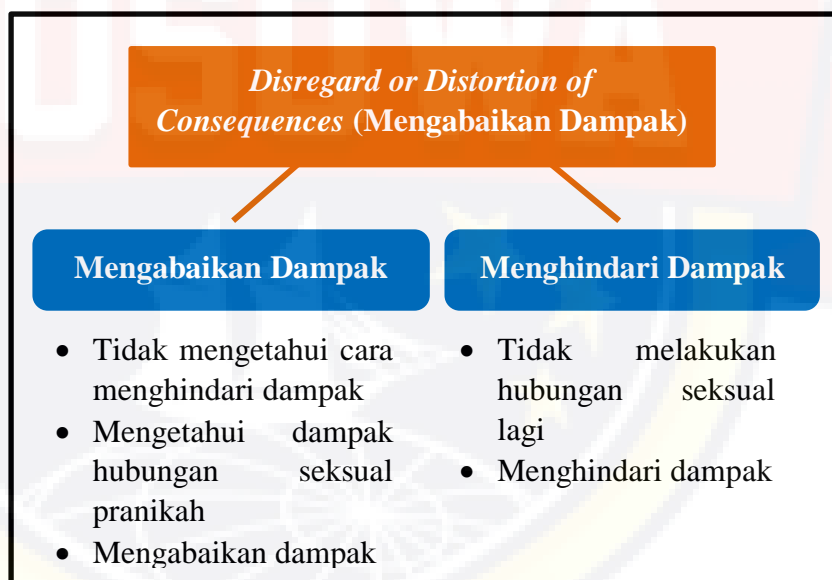 Disregard or Distortion of
Consequences (Mengabaikan Dampak)
Mengabaikan Dampak
• Tidak mengetahui cara
menghindari dampak
• Mengetahui dampak
hubungan seksual
pranikah
• Mengabaikan dampak
Menghindari Dampak
• Tidak melakukan
hubungan seksual
lagi
• Menghindari dampak